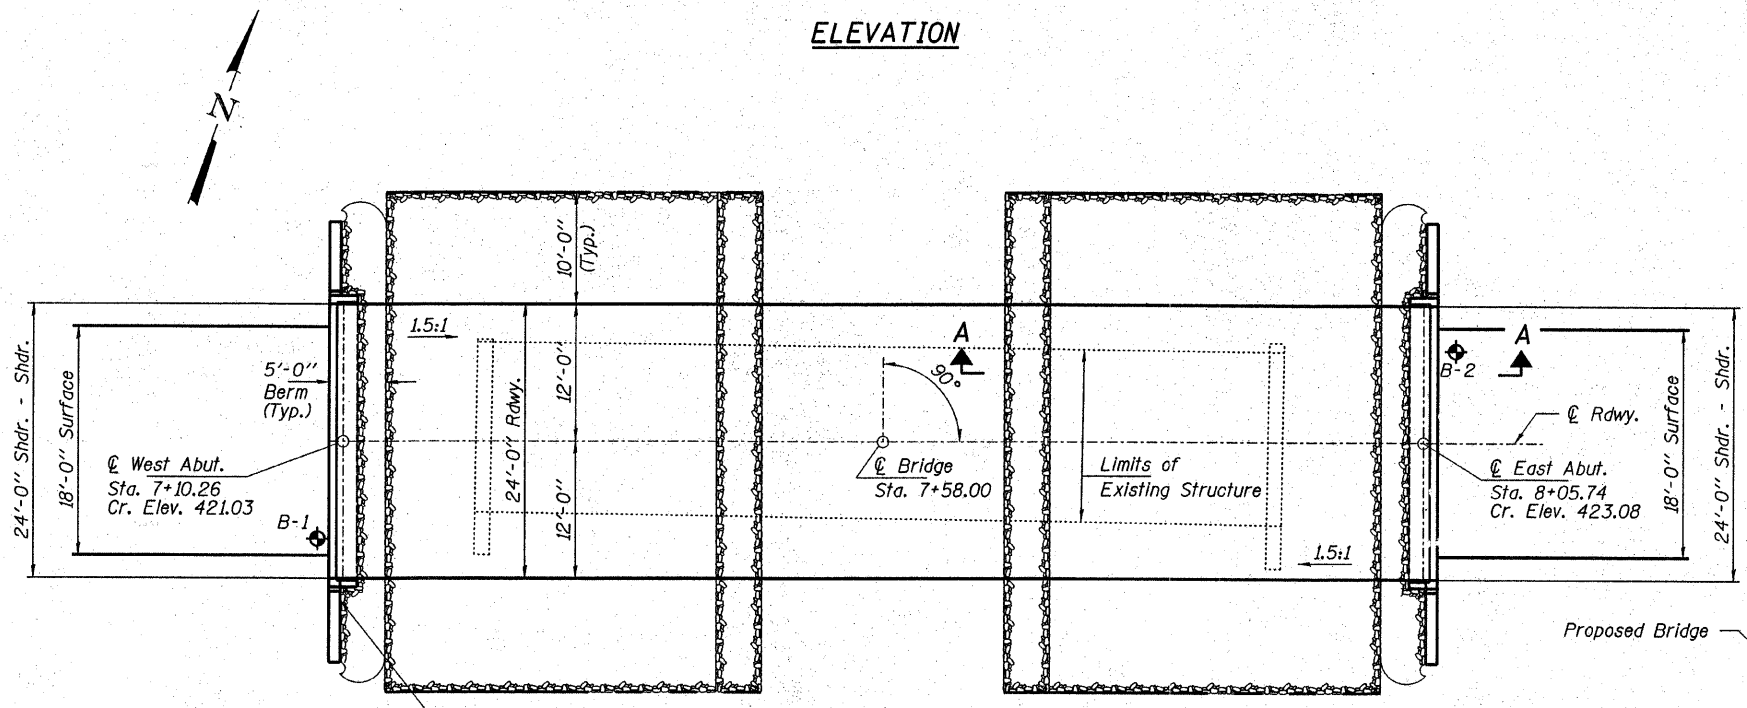 ELEVATION
N
10'-0"
(Typ.)
24'-0" Shdr. - Shdr.
18'-0" Surface
5'-0"
Berm
(Typ.)
1.5:1
24'-0" Rdwy.
12'-0"
12'-0"
A
90°
A
B-2
℄ Rdwy.
18'-0" Surface
24'-0" Shdr. - Shdr.
℄ West Abut.
Sta. 7+10.26
Cr. Elev. 421.03
B-1
℄ Bridge
Sta. 7+58.00
Limits of
Existing Structure
℄ East Abut.
Sta. 8+05.74
Cr. Elev. 423.08
1.5:1
Proposed Bridge